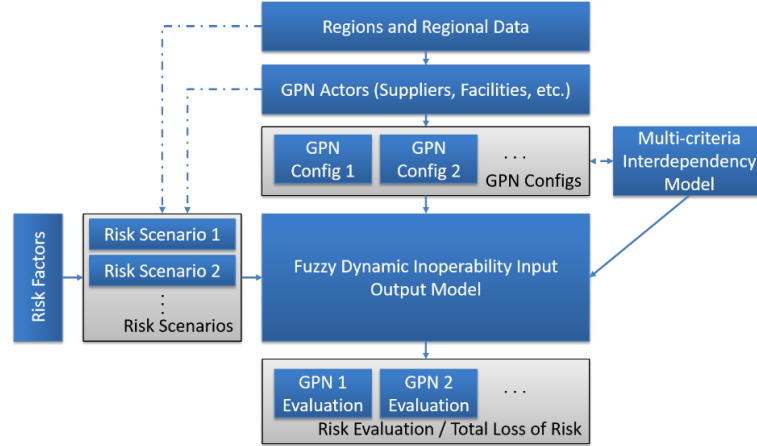 Regions and Regional Data
GPN Actors (Suppliers, Facilities, etc.)
GPN
Config 1
GPN
Config 2
. . .
GPN Configs
Multi-criteria
Interdependency
Model
Risk Factors
Risk Scenario 1
Risk Scenario 2
Risk Scenarios
Fuzzy Dynamic Inoperability Input
Output Model
GPN 1
Evaluation
GPN 2
Evaluation
. . .
Risk Evaluation / Total Loss of Risk